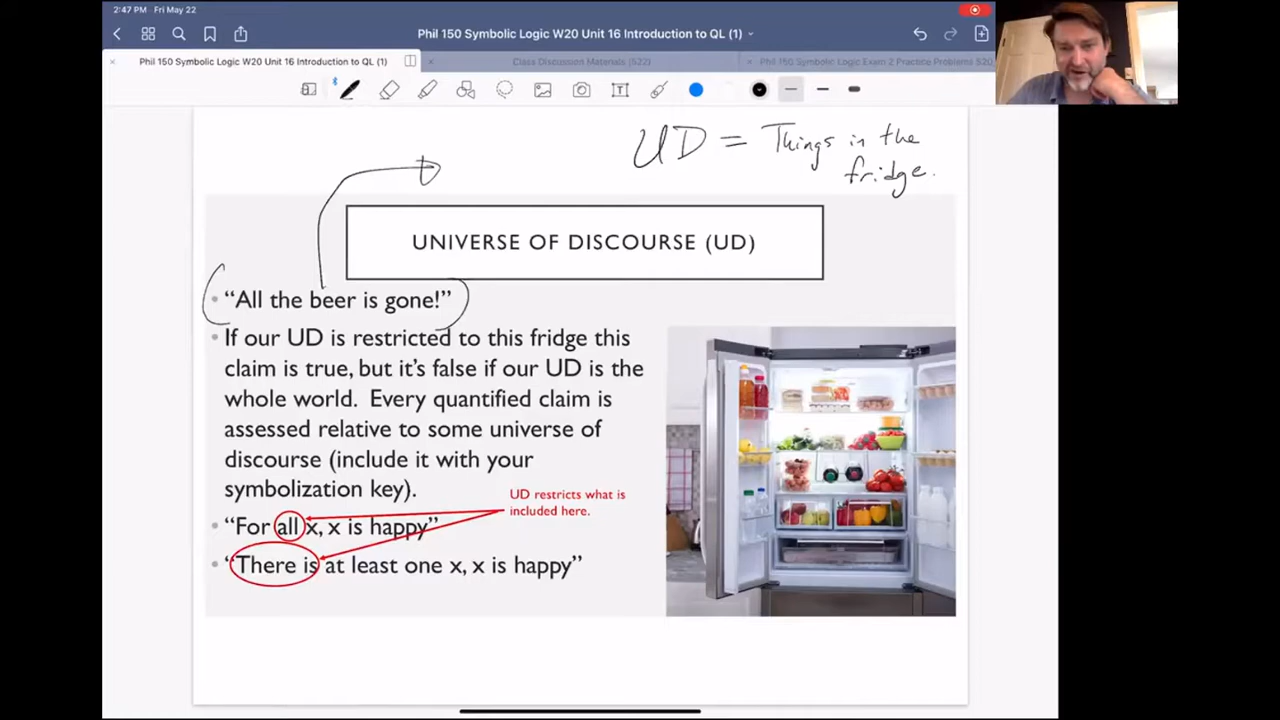 2:47 PM Fri May 22
Phil 150 Symbolic Logic W20 Unit 16 Introduction to QL (1)
Phil 150 Symbolic Logic W20 Unit 16 Introduction to QL (1)
Class Discussed Materials (S22)
Phil 150 Symbolic Logic Exam 2 Practice Problems S20
UD = Things in the
fridge.
UNIVERSE OF DISCOURSE (UD)
• “All the beer is gone!”
• If our UD is restricted to this fridge this
claim is true, but it’s false if our UD is the
whole world. Every quantified claim is
assessed relative to some universe of
discourse (include it with your
symbolization key).
UD restricts what is
included here.
• “For all x, x is happy”
• “There is at least one x, x is happy”